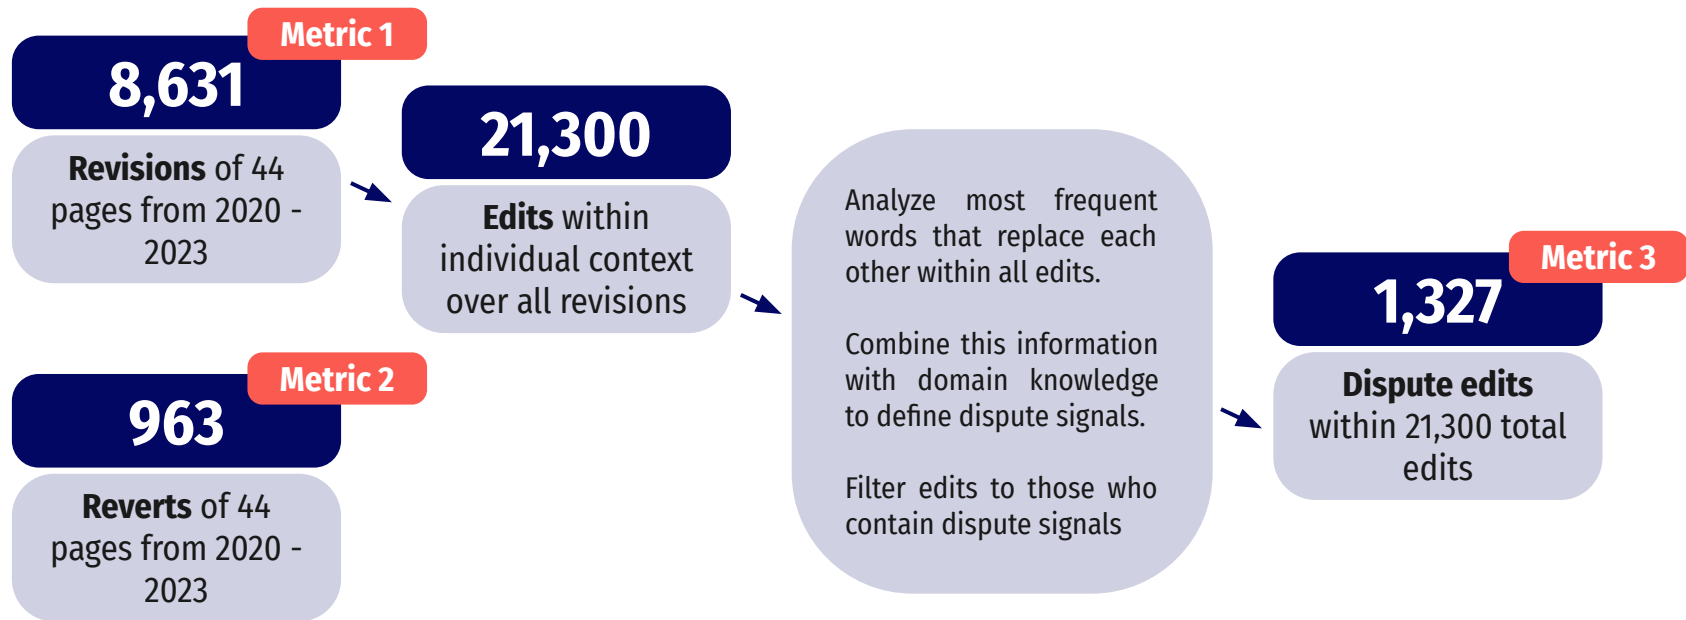 Metric 1
8,631
Revisions of 44
pages from 2020 -
2023
21,300
Edits within
individual context
over all revisions
Metric 2
963
Reverts of 44
pages from 2020 -
2023
Analyze most frequent
words that replace each
other within all edits.
Combine this information
with domain knowledge
to define dispute signals.
Filter edits to those who
contain dispute signals
Metric 3
1,327
Dispute edits
within 21,300 total
edits